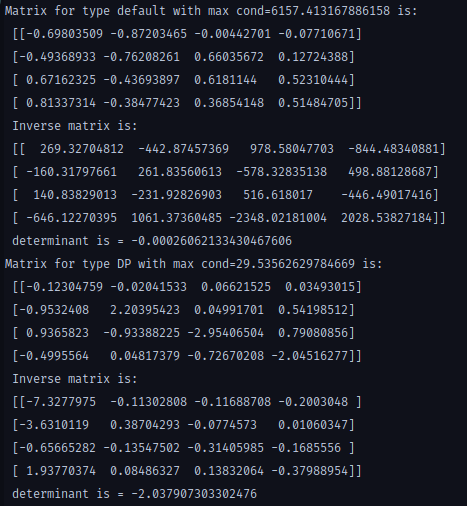 Matrix for type default with max cond=6157.413167886158 is:
[[-0.69803509 -0.87203465 -0.00442701 -0.07710671]
[-0.49368933 -0.76208261  0.66035672  0.12724388]
[ 0.67162325 -0.43693897  0.6181144   0.52310444]
[ 0.81337314 -0.38477423  0.36854148  0.51484705]]
Inverse matrix is:
[[  269.32704812  -442.87457369   978.58047703  -844.48340881]
[ -160.31797661   261.83560613  -578.32835138   498.88128687]
[  140.83829013  -231.92826903   516.618017    -446.49017416]
[ -646.12270395  1061.37360485 -2348.02181004  2028.53827184]]
determinant is = -0.00026062133430467606
Matrix for type DP with max cond=29.53562629784669 is:
[[-0.12304759 -0.02041533  0.06621525  0.03493015]
[-0.9532408   2.20395423  0.04991701  0.54198512]
[ 0.9365823  -0.93388225 -2.95406504  0.79080856]
[-0.4995564   0.04817379 -0.72670208 -2.04516277]]
Inverse matrix is:
[[-7.3277975  -0.11302808 -0.11688708 -0.2003048 ]
[-3.6310119   0.38704293 -0.0774573   0.01060347]
[-0.65665282 -0.13547502 -0.31405985 -0.1685556 ]
[ 1.93770374  0.08486327  0.13832064 -0.37988954]]
determinant is = -2.037907303302476